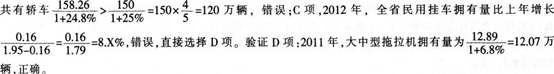 共有轿车158.26/(1+24.8%)>150/(1+25%)=150×4/5=120万辆，错误；C项，2012年，全省民用挂车拥有量比上年增长
0.16/(1.95-0.16)=0.16/1.79=8.X%，错误，直接选择D项。验证D项：2011年，大中型拖拉机拥有量为12.89/(1+6.8%)=12.07万
辆，正确。